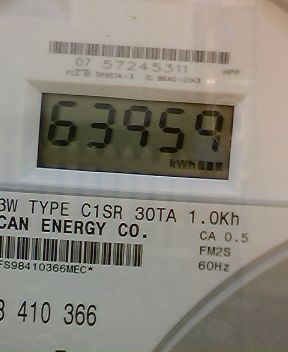 07 57245311
HPP
63959
kWh
3W TYPE C1SR 30TA 1.0Kh
CAN ENERGY CO.
CA 0.5
FM2S
60Hz
FS98410366MEC*
410 366